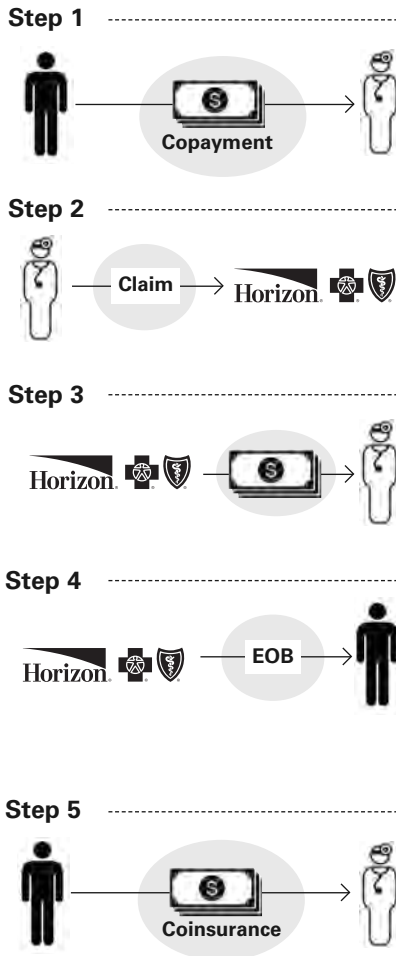 Step 1
Copayment
Step 2
Claim
Horizon
Step 3
Horizon
Step 4
Horizon
EOB
Step 5
Coinsurance